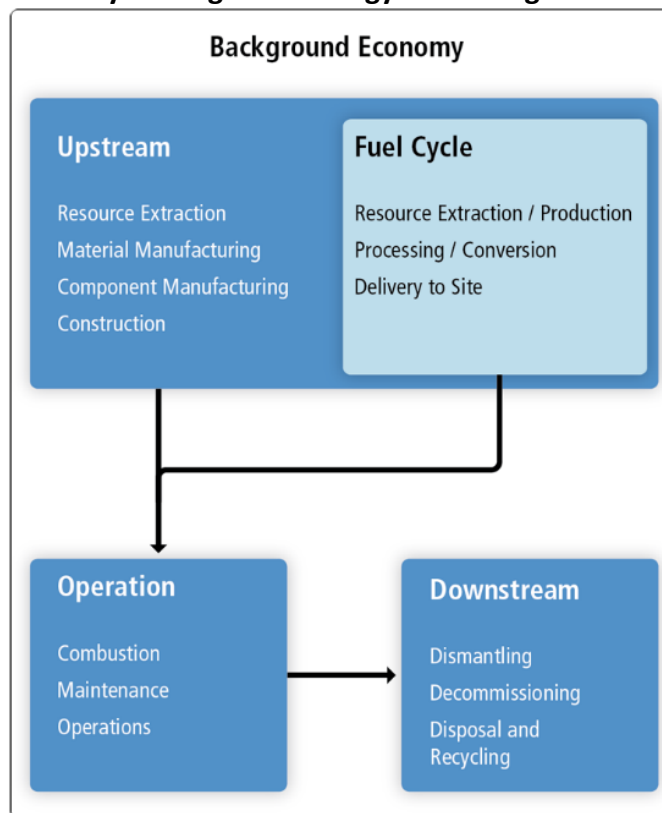 Background Economy
Upstream
Resource Extraction
Material Manufacturing
Component Manufacturing
Construction
Fuel Cycle
Resource Extraction / Production
Processing / Conversion
Delivery to Site
Operation
Combustion
Maintenance
Operations
Downstream
Dismantling
Decommissioning
Disposal and
Recycling